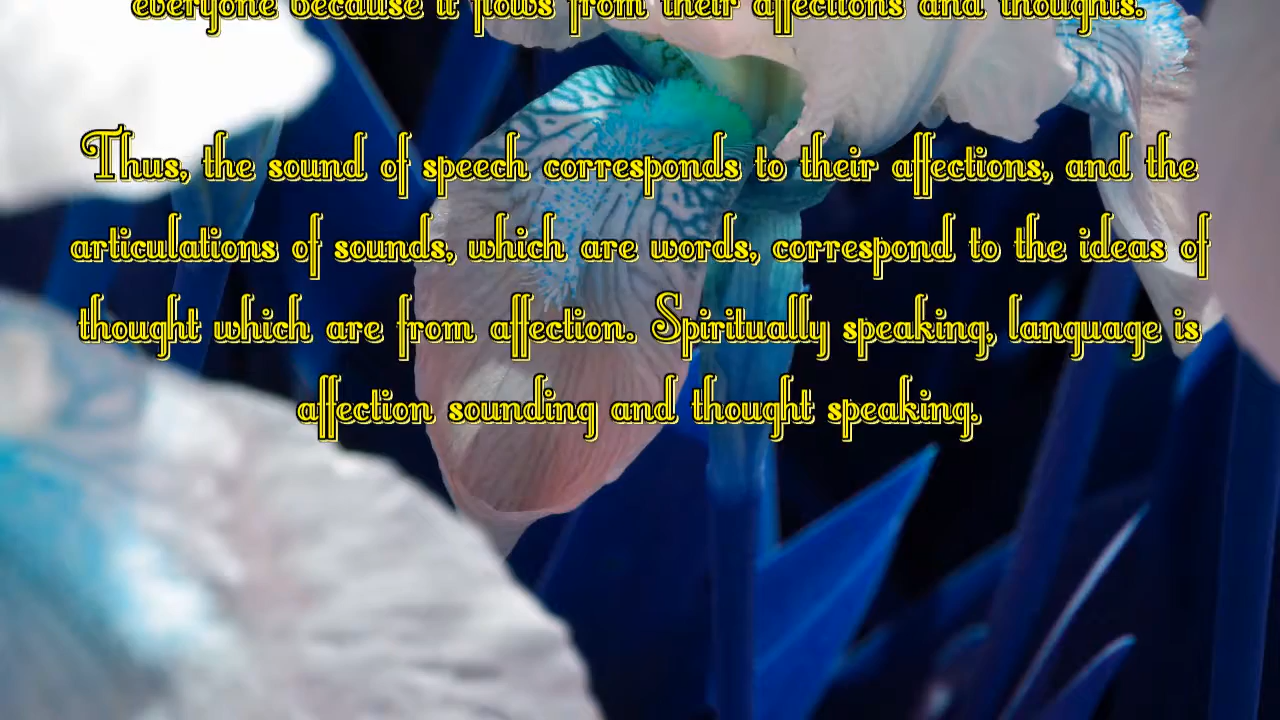 everyone because it flows from their affections and thoughts.
Thus, the sound of speech corresponds to their affections, and the
articulations of sounds, which are words, correspond to the ideas of
thought which are from affection. Spiritually speaking, language is
affection sounding and thought speaking.